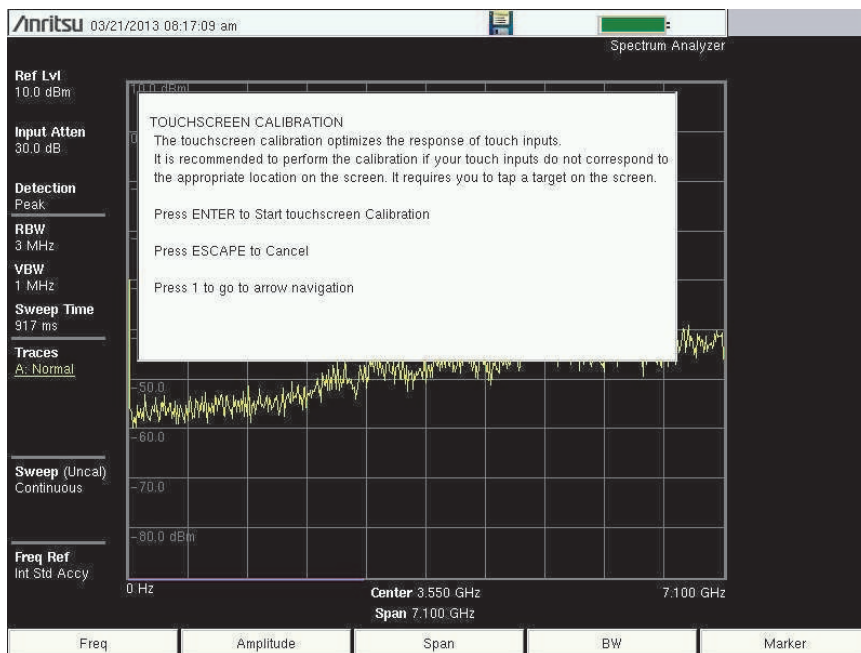 /Inritsu 03/21/2013 08:17:09 am
Spectrum Analyzer
Ref Lvl
10.0 dBm
Input Atten
30.0 dB
Detection
Peak
RBW
3 MHz
VBW
1 MHz
Sweep Time
917 ms
Traces
A: Normal
Sweep (Uncal)
Continuous
Freq Ref
Int Std Accy
10.0 dBm
TOUCHSCREEN CALIBRATION
The touchscreen calibration optimizes the response of touch inputs.
It is recommended to perform the calibration if your touch inputs do not correspond to
the appropriate location on the screen. It requires you to tap a target on the screen.
Press ENTER to Start touchscreen Calibration
Press ESCAPE to Cancel
Press 1 to go to arrow navigation
-50.0
-60.0
-70.0
-80.0 dBm
0 Hz
Center 3.550 GHz
7.100 GHz
Span 7.100 GHz
Freq
Amplitude
Span
BW
Marker